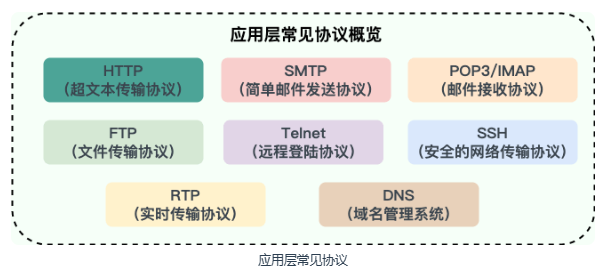 应用层常见协议概览
HTTP
（超文本传输协议）
SMTP
（简单邮件发送协议）
POP3/IMAP
（邮件接收协议）
FTP
（文件传输协议）
Telnet
（远程登陆协议）
SSH
（安全的网络传输协议）
RTP
（实时传输协议）
DNS
（域名管理系统）
应用层常见协议